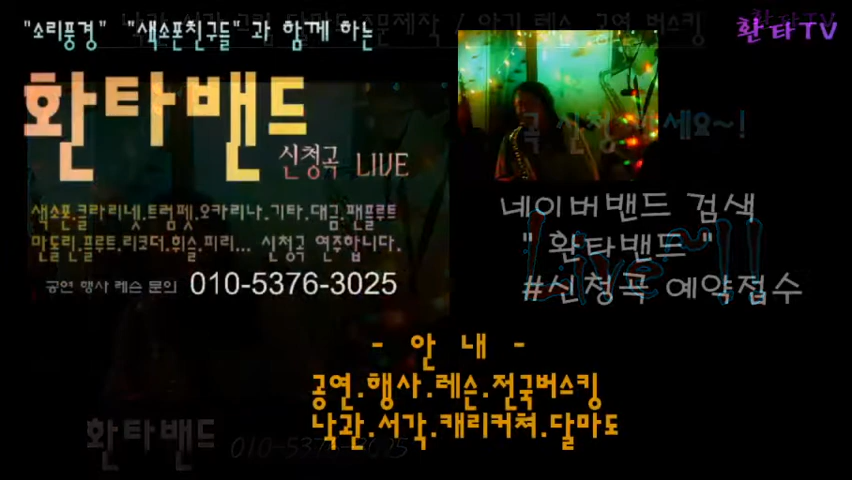 "소리풍경" "색소폰친구들" 과 함께 하는
환타TV
환타밴드
신청곡 LIVE
색소폰.클라리넷.트럼펫.오카리나.기타.대금.팬플루트
만돌린.플루트.리코더.휘슬.피리... 신청곡 연주합니다.
공연 행사 레슨 문의 010-5376-3025
네이버밴드 검색
"환타밴드"
#신청곡 예약접수
Live~!!
- 안 내 -
공연.행사.레슨.전국버스킹
낙관.서각.캐리커쳐.달마도
환타밴드 010-5376-3025